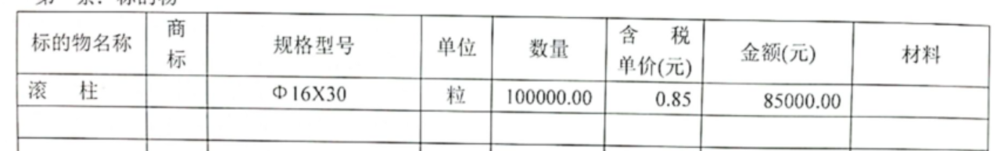 标的物名称 商标 规格型号 单位 数量 含税单价(元) 金额(元) 材料
滚柱 Φ16X30 粒 100000.00 0.85 85000.00